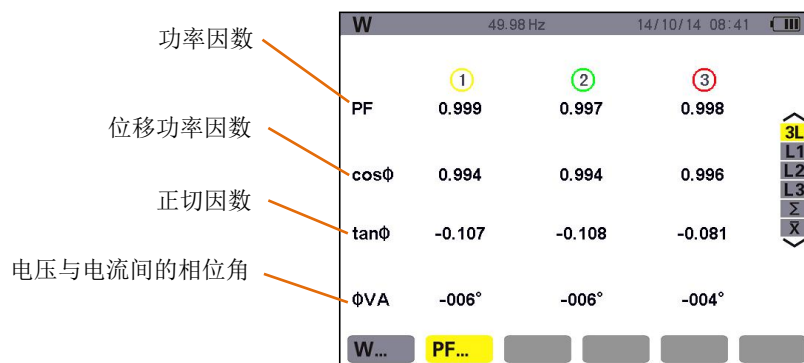 W 49.98 Hz 14/10/14 08:41
功率因数
1 2 3
PF 0.999 0.997 0.998
位移功率因数
3L
L1
L2
L3
Σ
X̄
cosΦ 0.994 0.994 0.996
正切因数
tanΦ -0.107 -0.108 -0.081
电压与电流间的相位角
ΦVA -006° -006° -004°
W... PF...